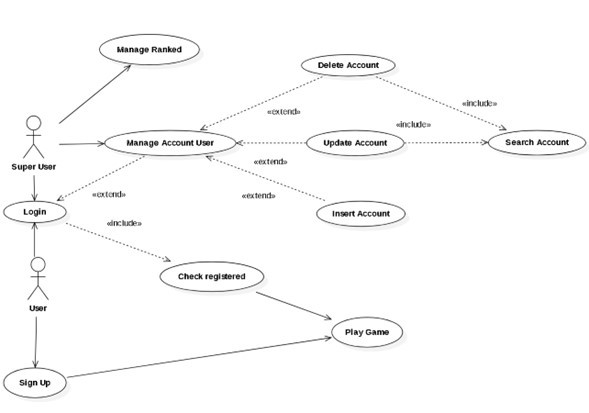 Manage Ranked
Delete Account
«include»
«extend»
«include»
Super User
Manage Account User
Update Account
Search Account
«extend»
«extend»
«extend»
Login
Insert Account
«include»
Check registered
User
Play Game
Sign Up